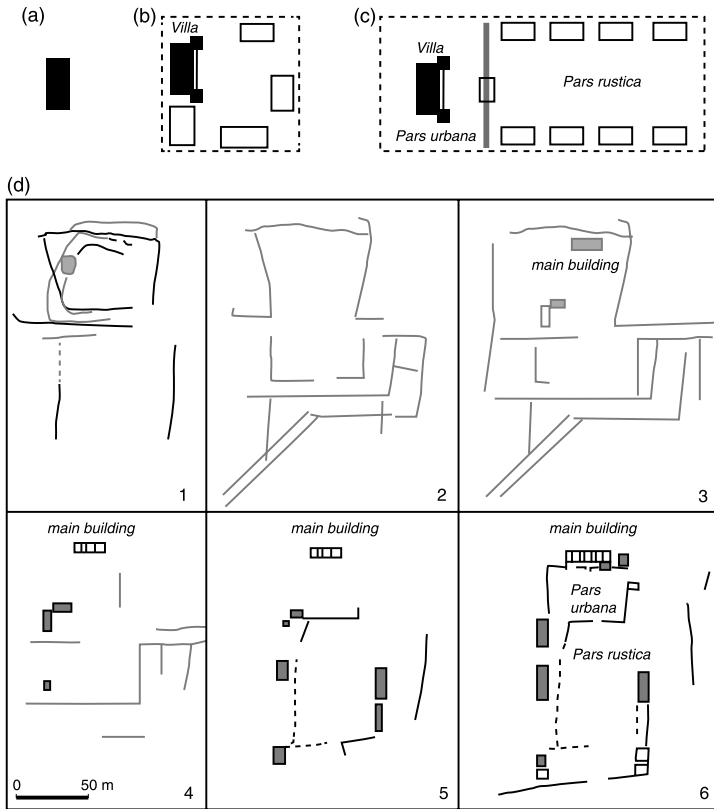 (a)
(b)
Villa
(c)
Villa
Pars urbana
Pars rustica
(d)
1
2
main building
3
main building
4
0 50 m
main building
5
main building
Pars
urbana
Pars rustica
6